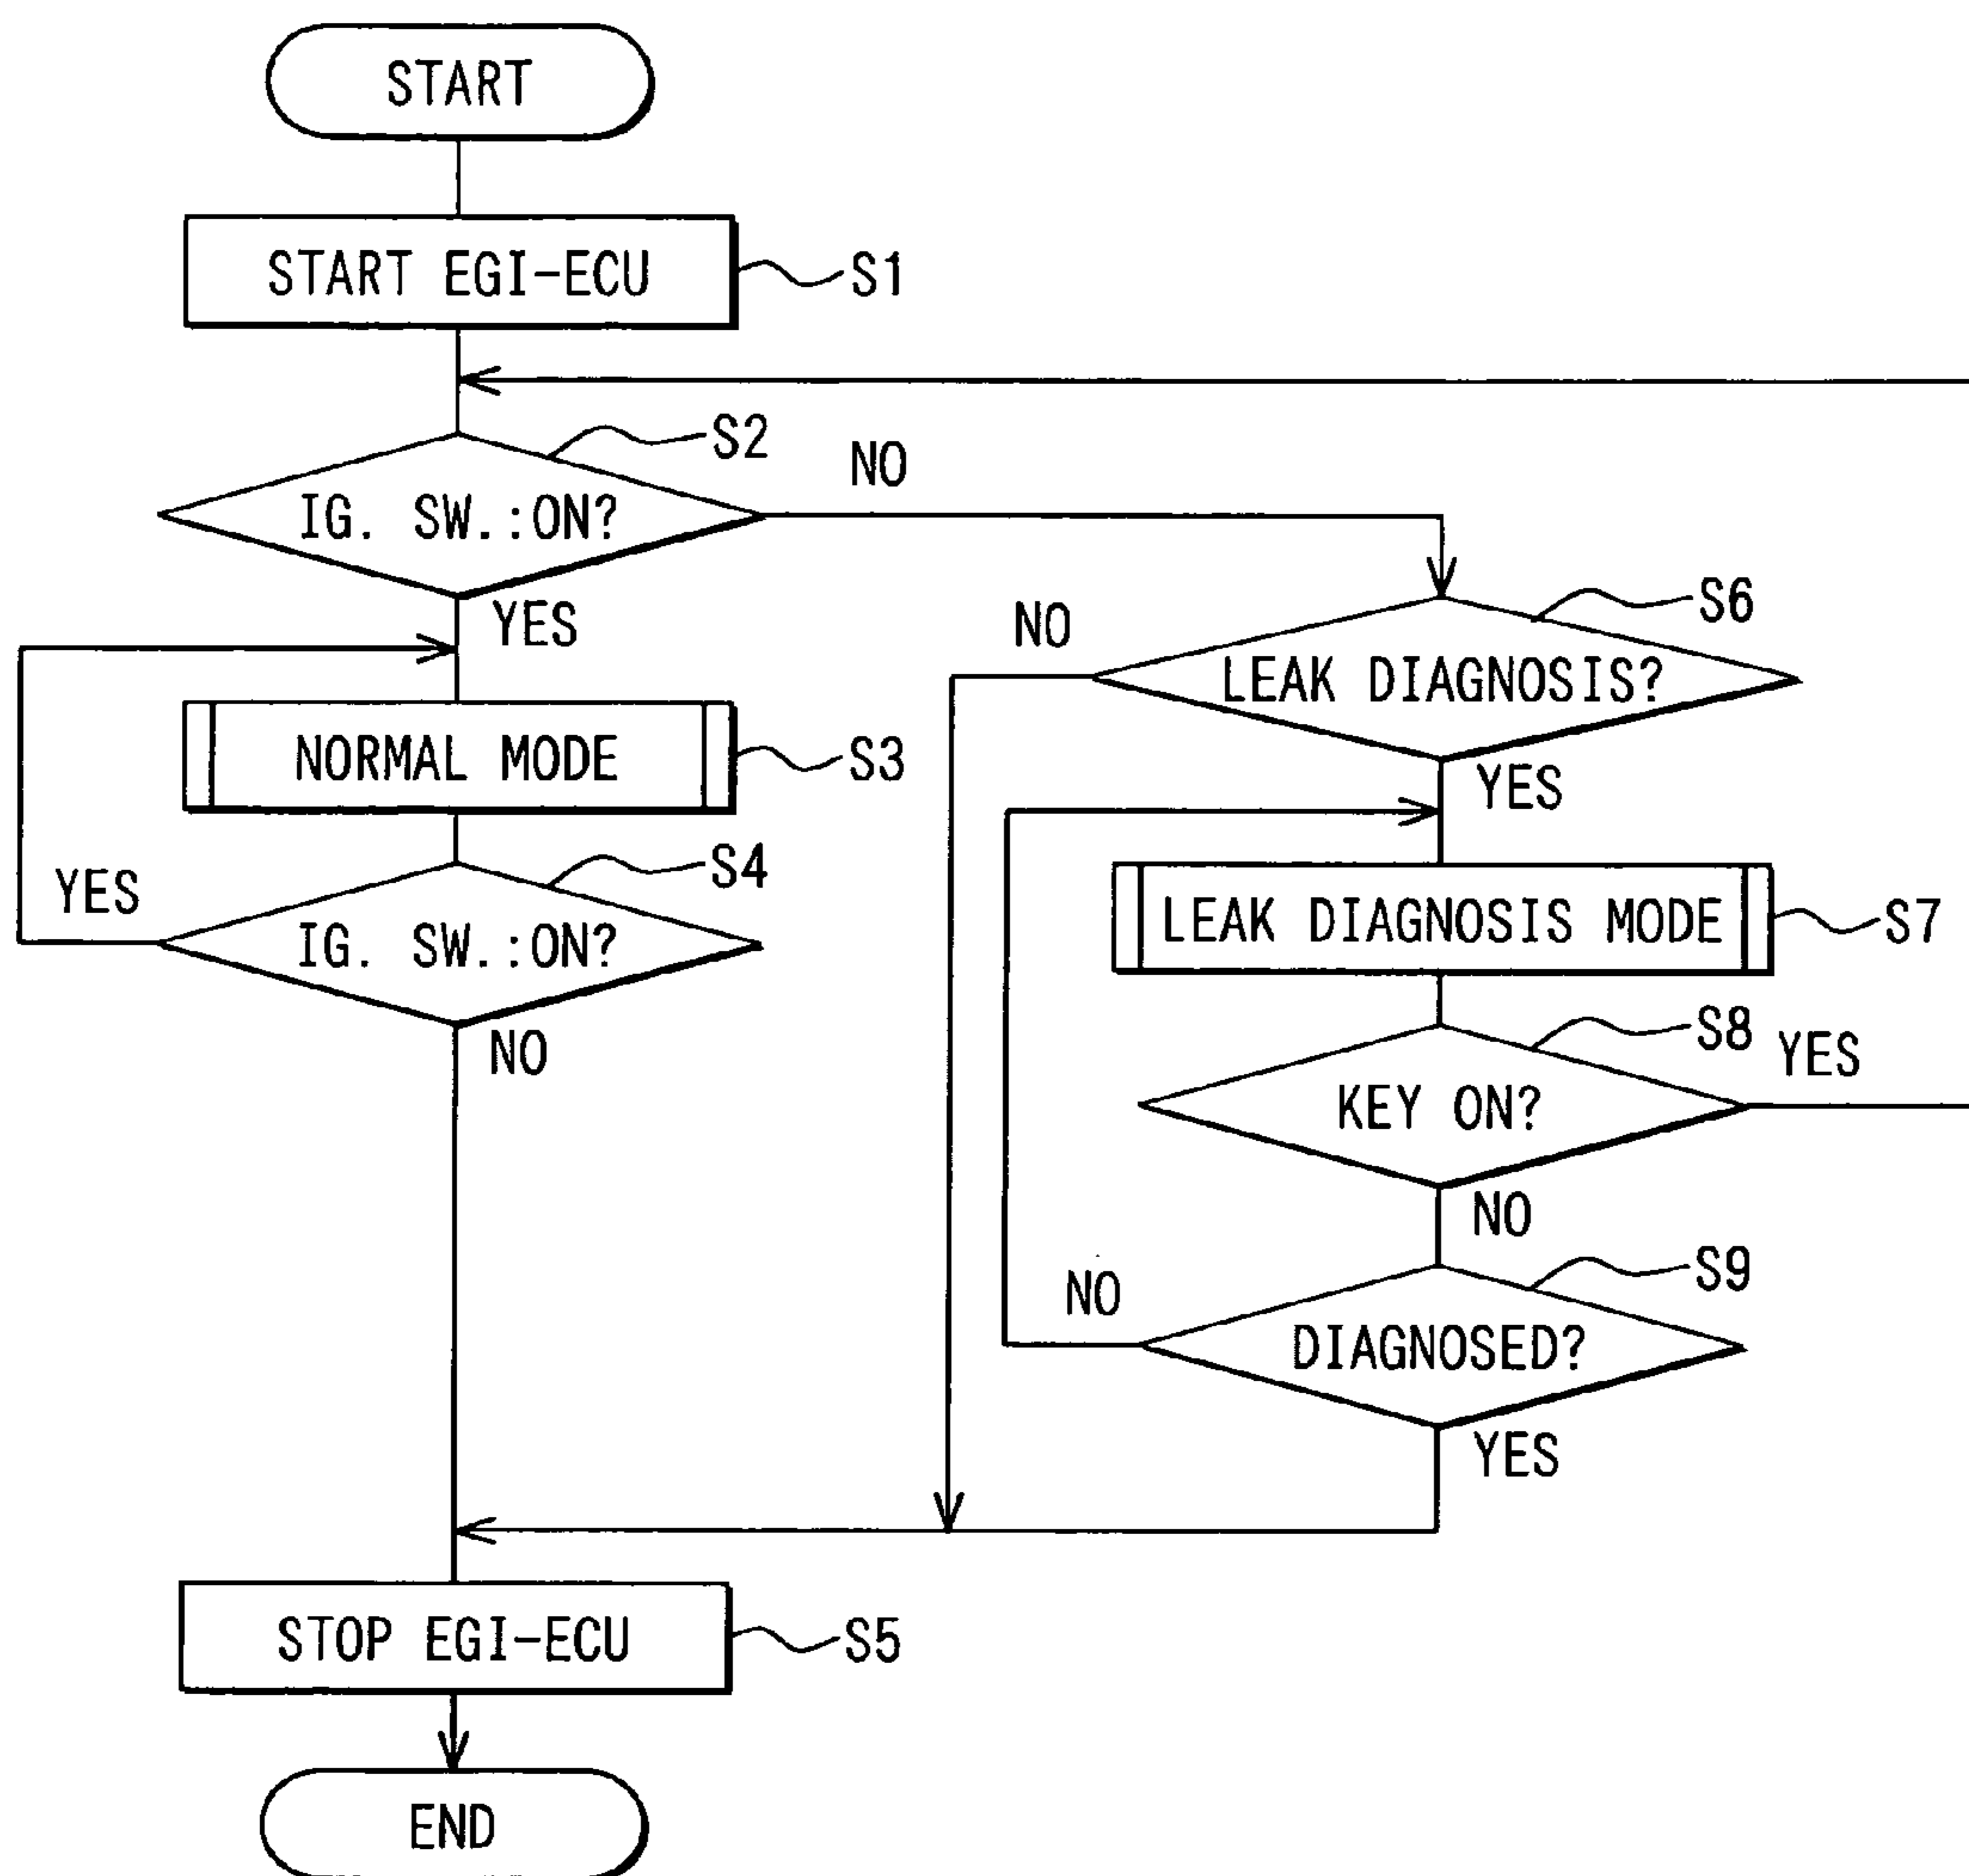 START
START EGI-ECU
S1
S2
NO
IG. SW.:ON?
YES
NORMAL MODE
S3
S4
YES
IG. SW.:ON?
NO
S6
NO
LEAK DIAGNOSIS?
YES
LEAK DIAGNOSIS MODE
S7
S8
YES
KEY ON?
NO
S9
NO
DIAGNOSED?
YES
STOP EGI-ECU
S5
END